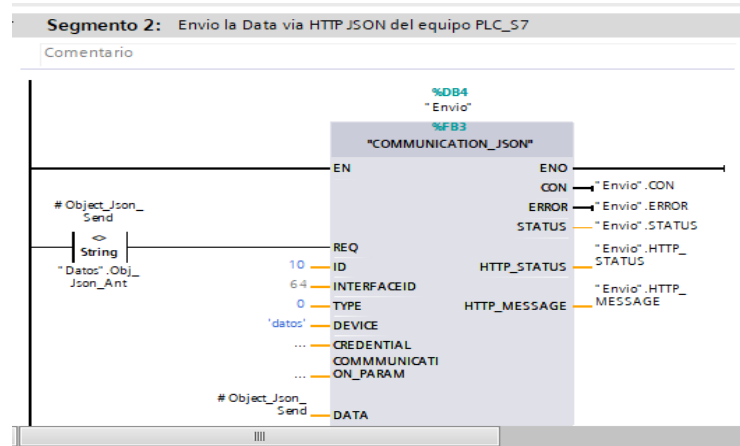 Segmento 2: Envio la Data via HTTP JSON del equipo PLC_S7
Comentario
%DB4
"Envio"
%FB3
"COMMUNICATION_JSON"
EN
ENO
CON
"Envio".CON
ERROR
"Envio".ERROR
STATUS
"Envio".STATUS
#Object_Json_
Send
<>
String
"Datos".Obj_
Json_Ant
REQ
10
ID
64
INTERFACEID
0
TYPE
'datos'
DEVICE
...
CREDENTIAL
...
COMMMUNICATI
ON_PARAM
#Object_Json_
Send
DATA
HTTP_STATUS
"Envio".HTTP_
STATUS
HTTP_MESSAGE
"Envio".HTTP_
MESSAGE